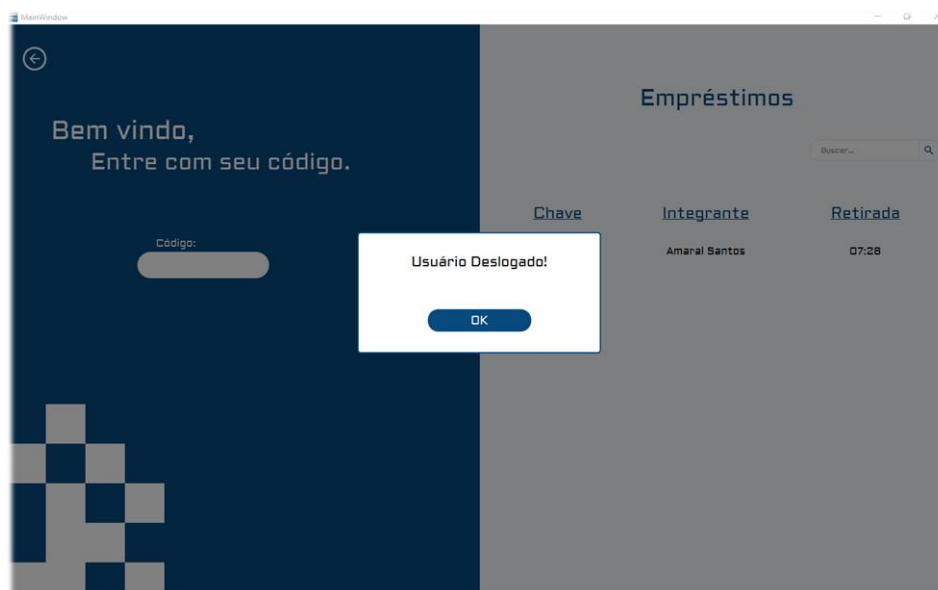 MainWindow
Bem vindo,
Entre com seu código.
Código:
Empréstimos
Buscar...
Chave Integrante Retirada
Amaral Santos 07:28
Usuário Deslogado!
OK